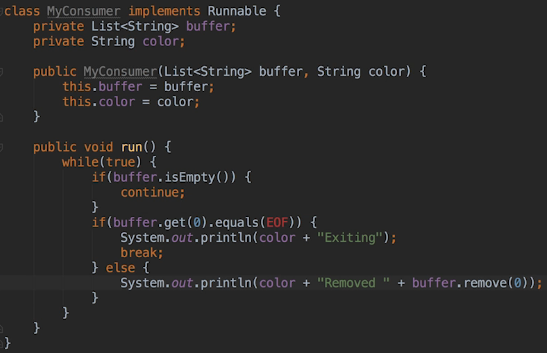 class MyConsumer implements Runnable {
    private List<String> buffer;
    private String color;

    public MyConsumer(List<String> buffer, String color) {
        this.buffer = buffer;
        this.color = color;
    }

    public void run() {
        while(true) {
            if(buffer.isEmpty()) {
                continue;
            }
            if(buffer.get(0).equals(EOF)) {
                System.out.println(color + "Exiting");
                break;
            } else {
                System.out.println(color + "Removed " + buffer.remove(0));
            }
        }
    }
}